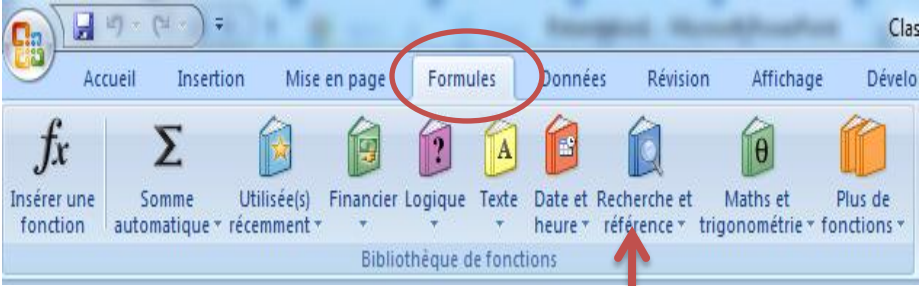 Clas
Accueil Insertion Mise en page Formules Données Révision Affichage Dévelo
fx Σ ? A θ
Insérer une Somme Utilisée(s) Financier Logique Texte Date et Recherche et Maths et Plus de
fonction automatique récemment heure référence trigonométrie fonctions
Bibliothèque de fonctions